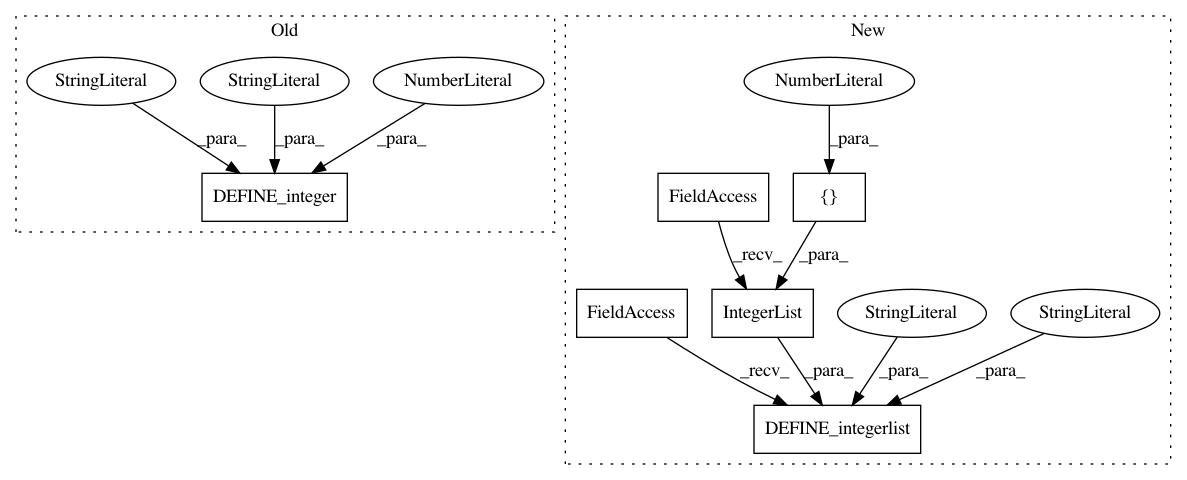 Old
New
StringLiteral
StringLiteral
NumberLiteral
NumberLiteral
_para_
_para_
_para_
_para_
DEFINE_integer
FieldAccess
{}
_recv_
_para_
FieldAccess
IntegerList
StringLiteral
StringLiteral
_recv_
_para_
_para_
_para_
DEFINE_integerlist